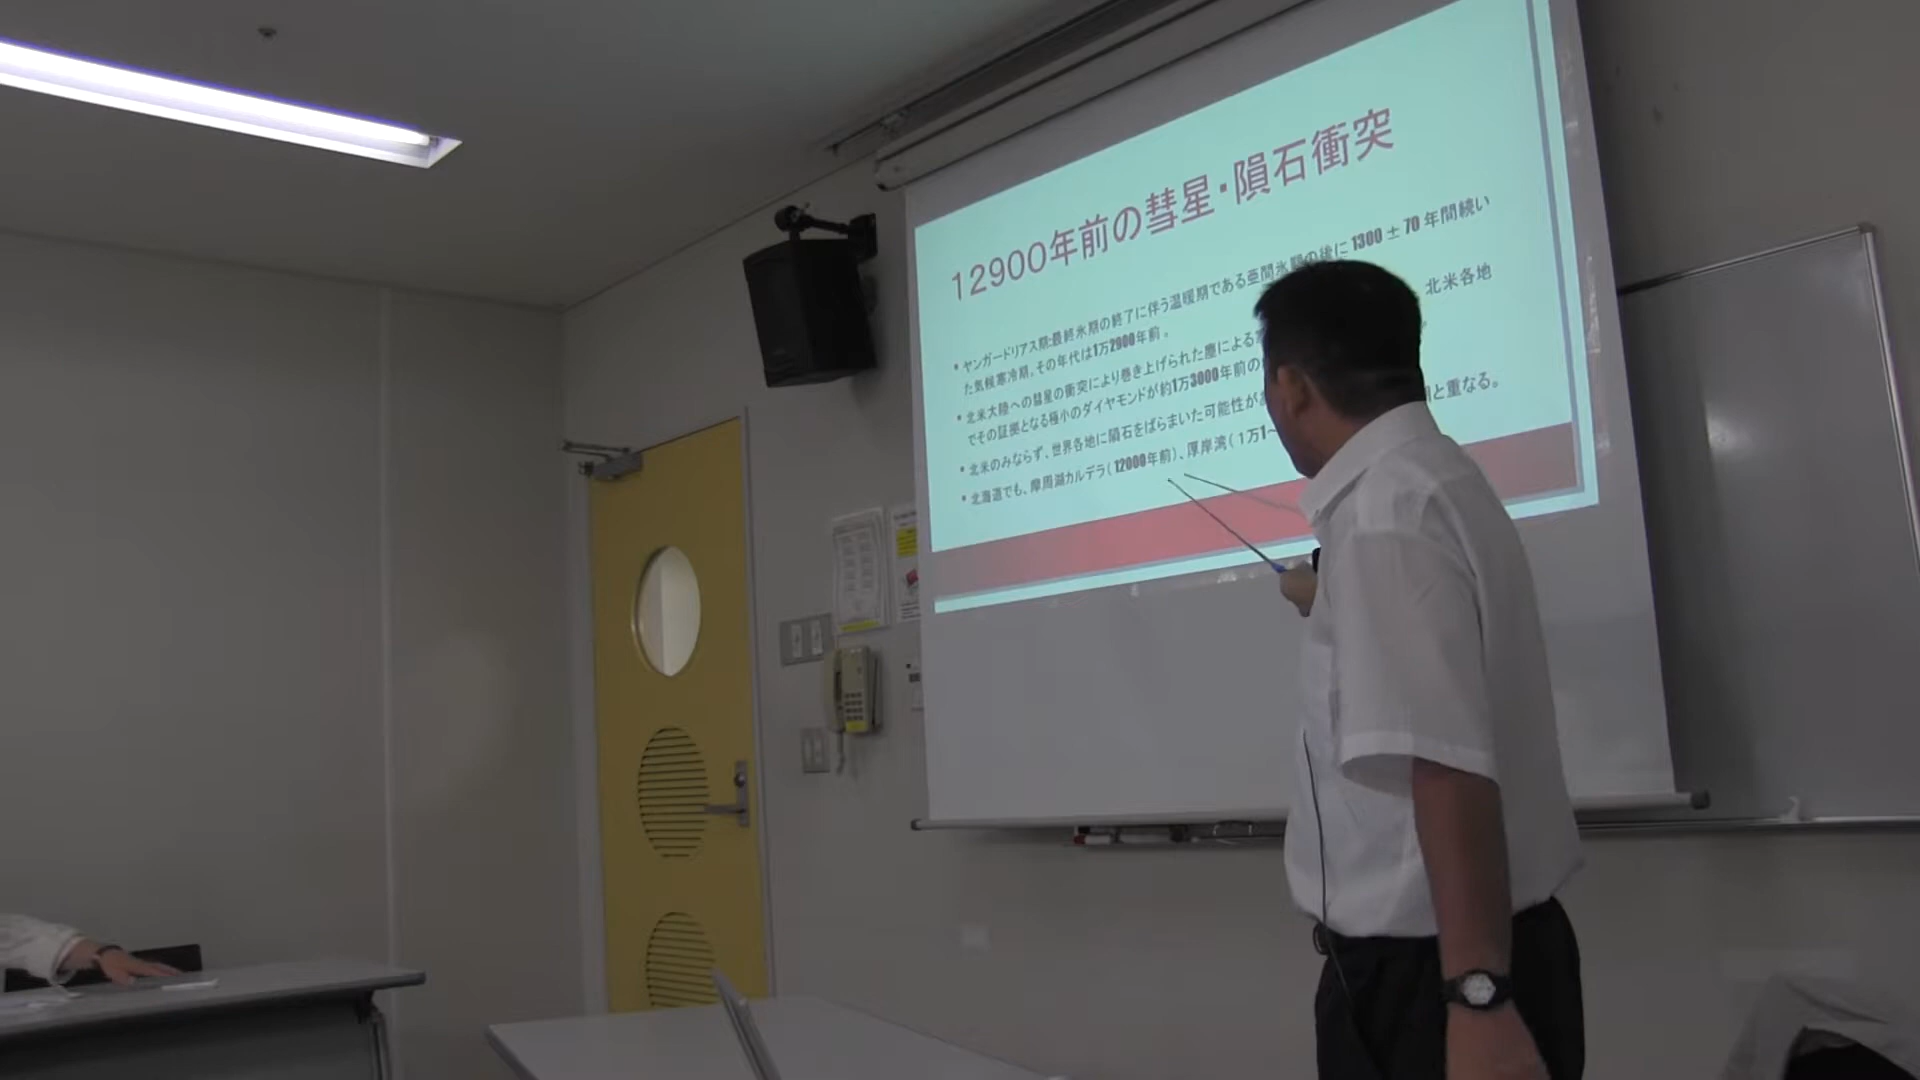 12900年前の彗星・隕石衝突
• ヤンガードリアス期:最終氷期の終了に伴う温暖期である亜間氷期の後に 1300 ± 70 年間続い
た気候寒冷期。その年代は1万2900年前。
• 北米大陸への彗星の衝突により巻き上げられた塵による 北米各地
でその証拠となる極小のダイヤモンドが約1万3000年前の
• 北米のみならず、世界各地に隕石をばらまいた可能性が
• 北海道でも、摩周湖カルデラ(12000年前)、厚岸湾(1万1~ と重なる。